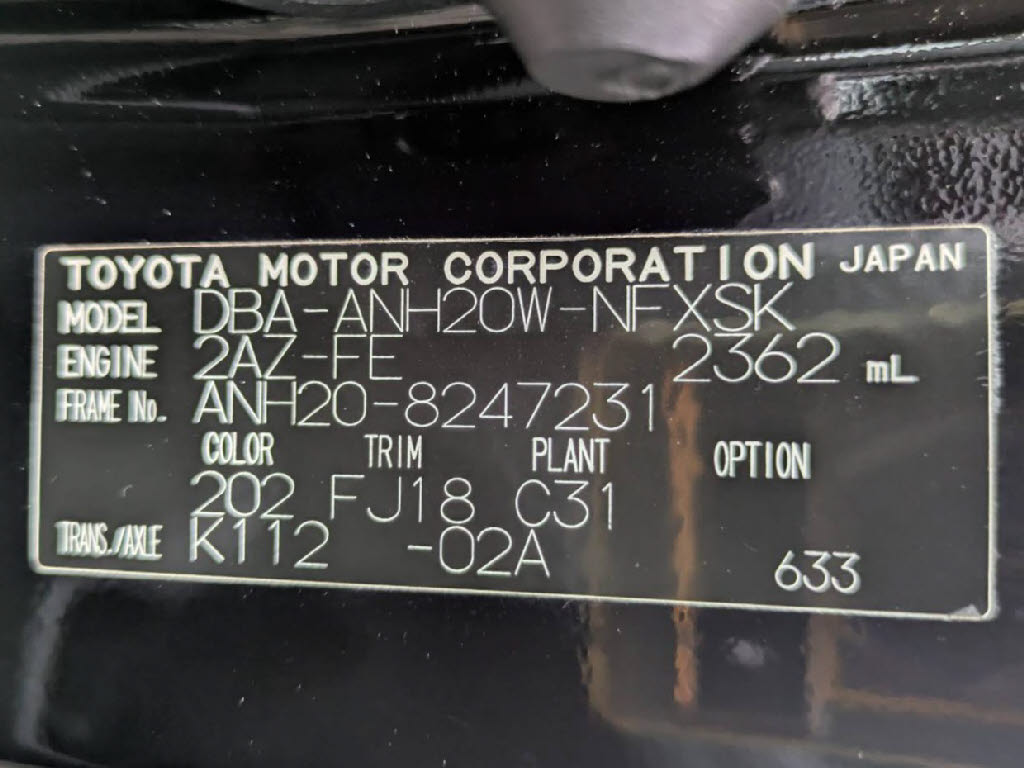 TOYOTA MOTOR CORPORATION JAPAN
MODEL DBA-ANH20W-NFXSK
ENGINE 2AZ-FE 2362 mL
FRAME No. ANH20-8247231
COLOR TRIM PLANT OPTION
202 FJ18 C31
TRANS./AXLE K112 -02A 633